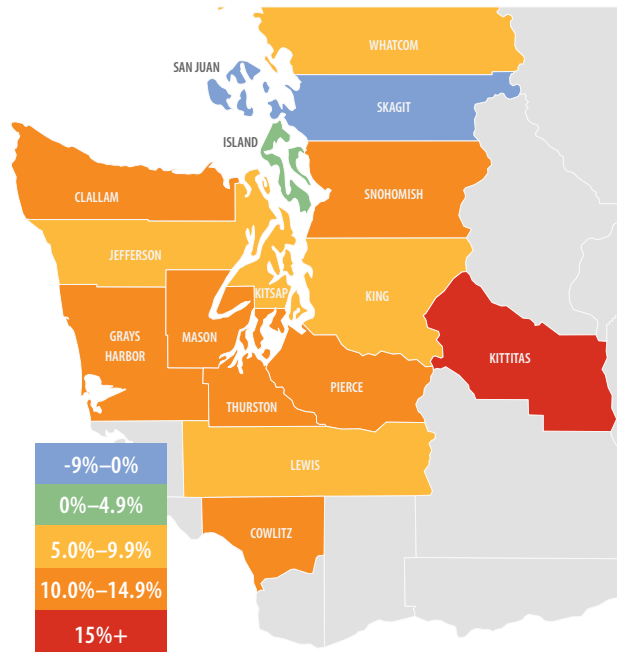 WHATCOM
SAN JUAN
SKAGIT
ISLAND
CLALLAM
SNOHOMISH
JEFFERSON
KITSAP
KING
GRAYS
HARBOR
MASON
KITTITAS
PIERCE
THURSTON
LEWIS
COWLITZ
-9%–0%
0%–4.9%
5.0%–9.9%
10.0%–14.9%
15%+